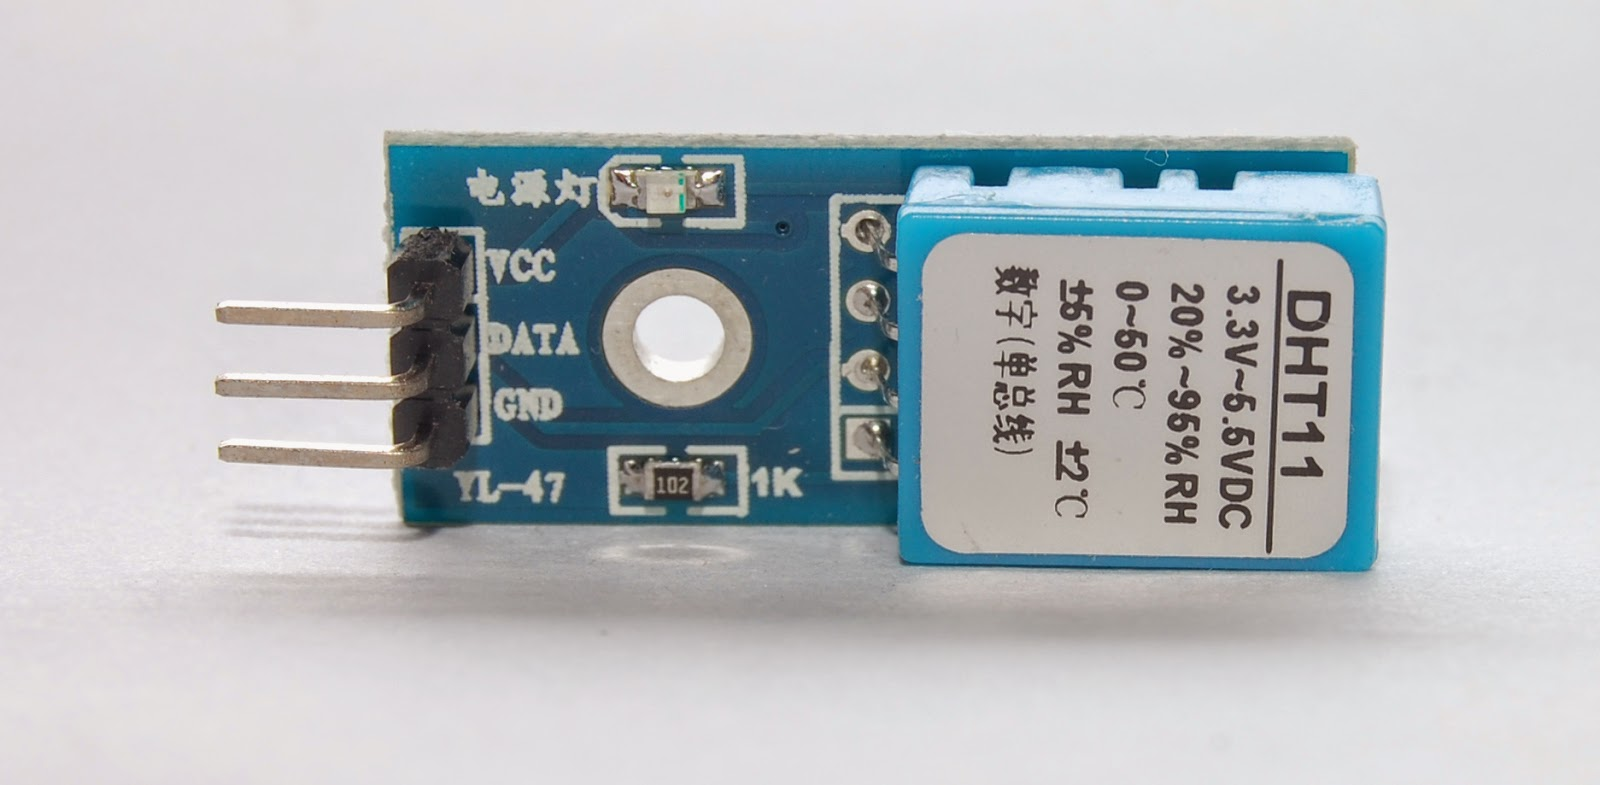 电源灯
VCC
DATA
GND
YL-47
102
1K
DHT11
3.3V~5.5VDC
20%~95%RH
0~50℃
±5%RH ±2℃
数字(单总线)